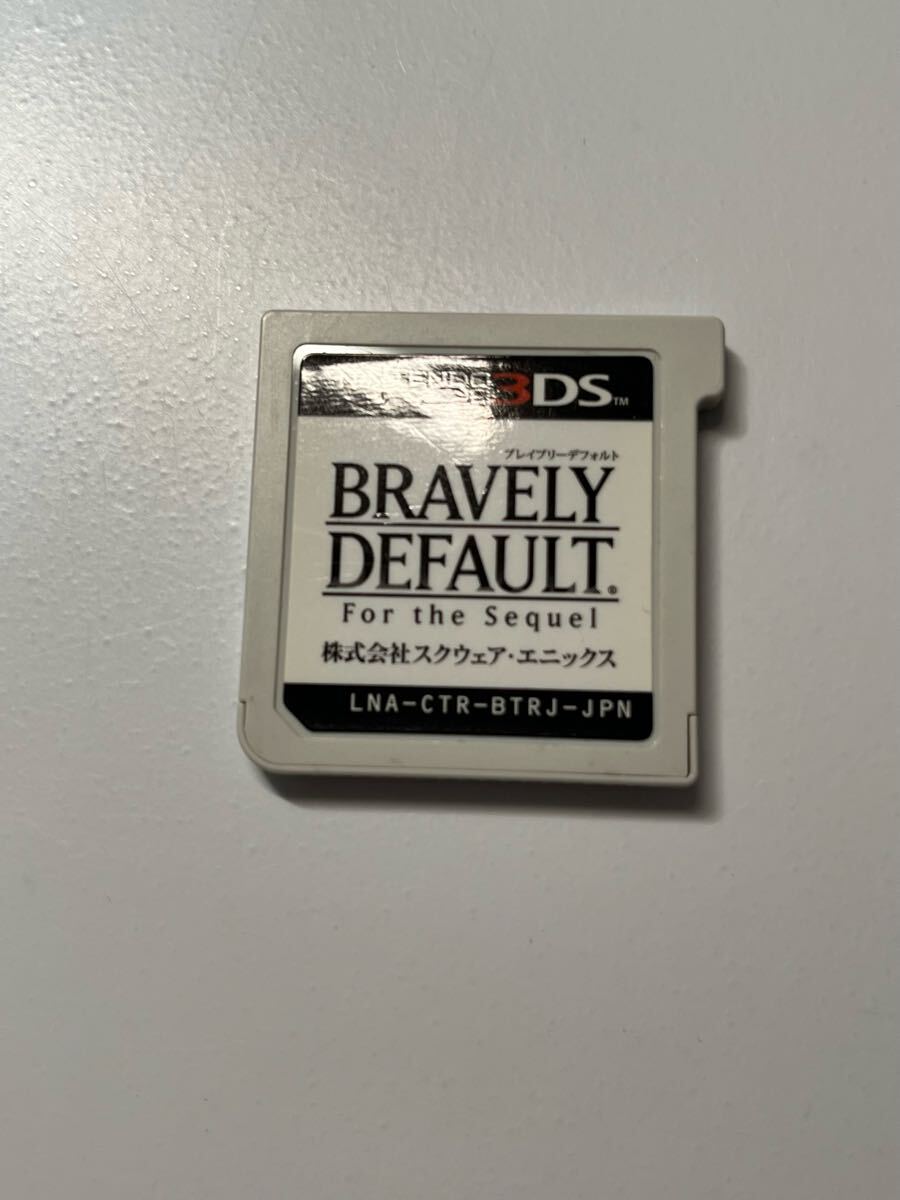 3DS™
ブレイブリーデフォルト
BRAVELY
DEFAULT®
For the Sequel
株式会社スクウェア・エニックス
LNA-CTR-BTRJ-JPN